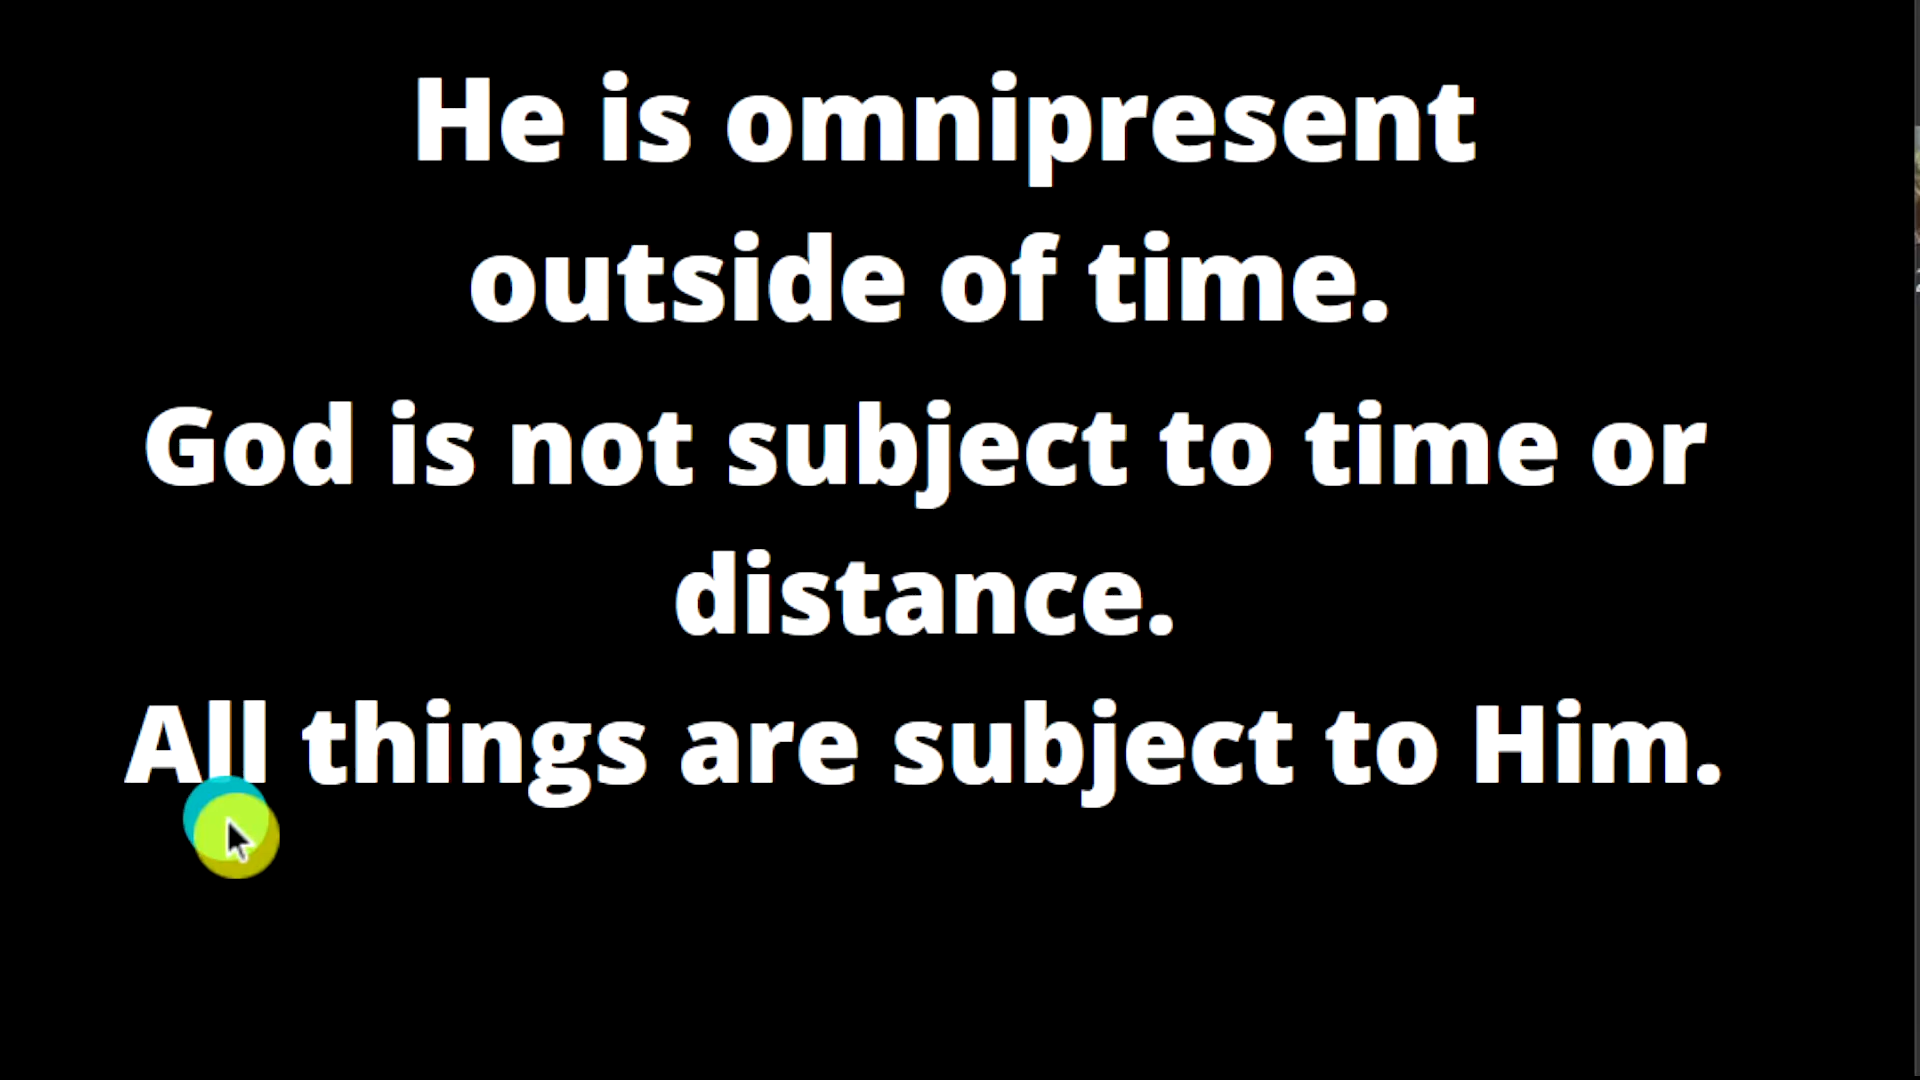 He is omnipresent
outside of time.
God is not subject to time or
distance.
All things are subject to Him.